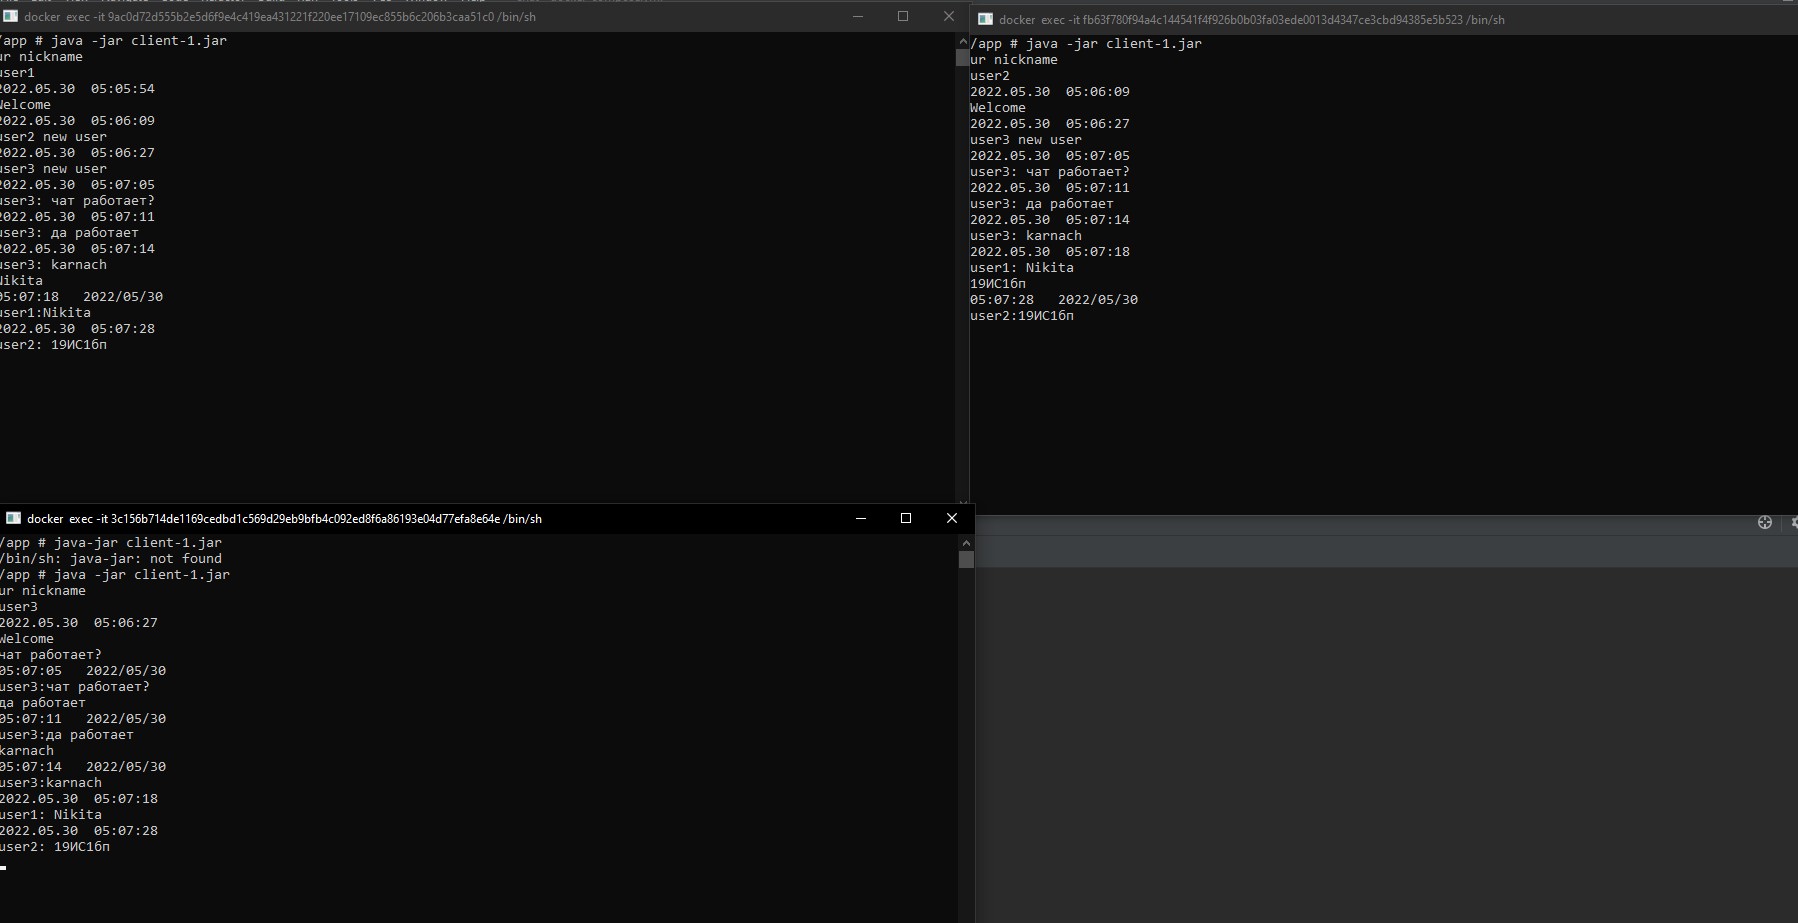 docker exec -it 9ac0d72d555b2e5d6f9e4c419ea431221f220ee17109ec855b6c206b3caa51c0 /bin/sh
/app # java -jar client-1.jar
ur nickname
user1
2022.05.30  05:05:54
Welcome
2022.05.30  05:06:09
user2 new user
2022.05.30  05:06:27
user3 new user
2022.05.30  05:07:05
user3: чат работает?
2022.05.30  05:07:11
user3: да работает
2022.05.30  05:07:14
user3: karnach
Nikita
05:07:18   2022/05/30
user1:Nikita
2022.05.30  05:07:28
user2: 19ИС1бп
docker exec -it fb63f780f94a4c144541f4f926b0b03fa03ede0013d4347ce3cbd94385e5b523 /bin/sh
/app # java -jar client-1.jar
ur nickname
user2
2022.05.30  05:06:09
Welcome
2022.05.30  05:06:27
user3 new user
2022.05.30  05:07:05
user3: чат работает?
2022.05.30  05:07:11
user3: да работает
2022.05.30  05:07:14
user3: karnach
2022.05.30  05:07:18
user1: Nikita
19ИС1бп
05:07:28   2022/05/30
user2:19ИС1бп
docker exec -it 3c156b714de1169cedbd1c569d29eb9bfb4c092ed8f6a86193e04d77efa8e64e /bin/sh
/app # java-jar client-1.jar
/bin/sh: java-jar: not found
/app # java -jar client-1.jar
ur nickname
user3
2022.05.30  05:06:27
Welcome
чат работает?
05:07:05   2022/05/30
user3:чат работает?
да работает
05:07:11   2022/05/30
user3:да работает
karnach
05:07:14   2022/05/30
user3:karnach
2022.05.30  05:07:18
user1: Nikita
2022.05.30  05:07:28
user2: 19ИС1бп